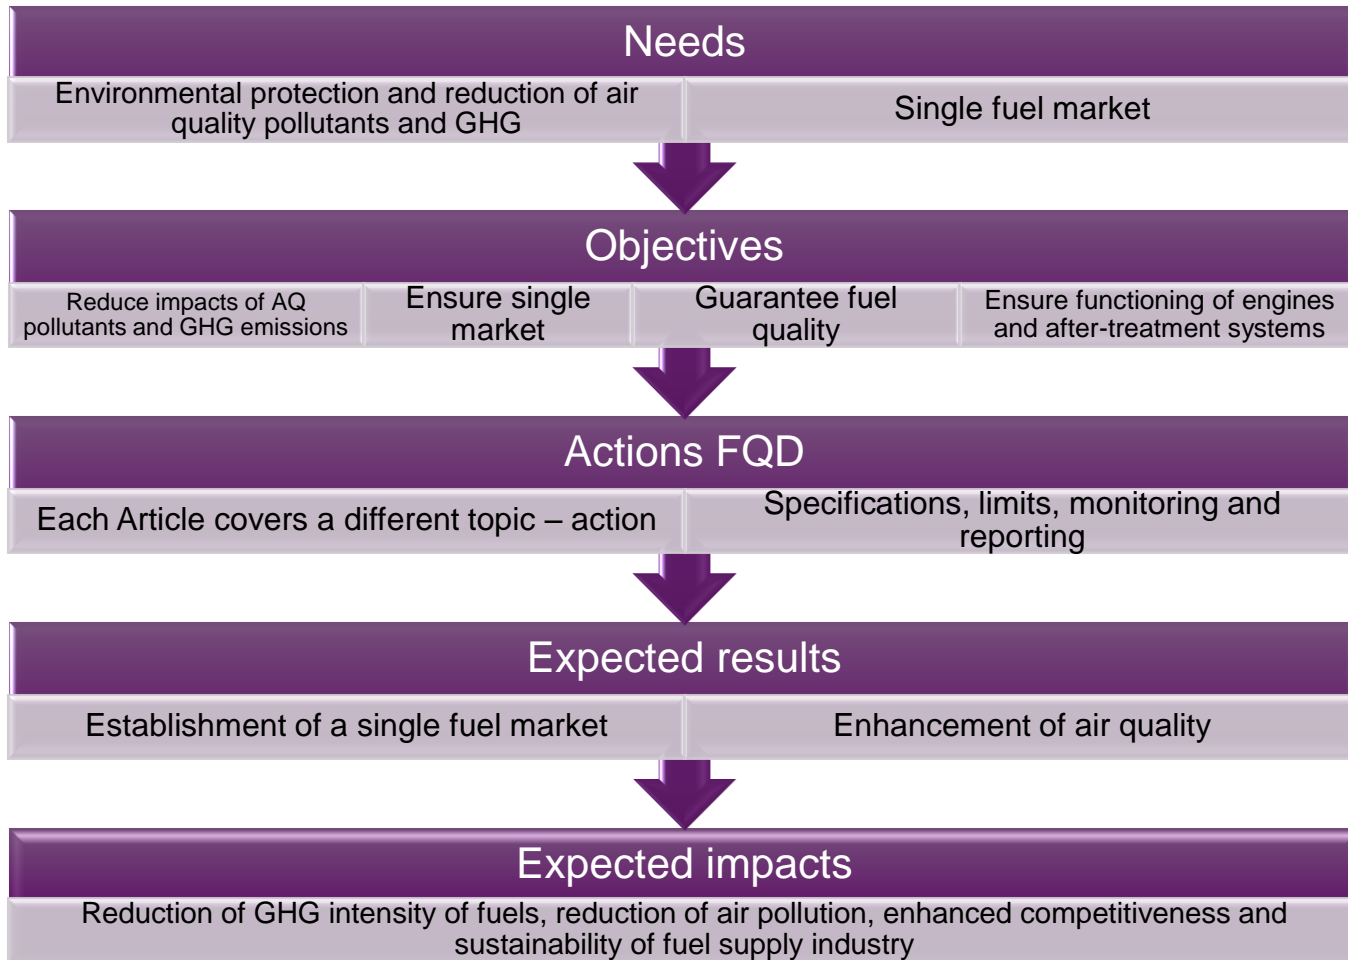 Needs
Environmental protection and reduction of air
quality pollutants and GHG
Single fuel market
Objectives
Reduce impacts of AQ
pollutants and GHG emissions
Ensure single
market
Guarantee fuel
quality
Ensure functioning of engines
and after-treatment systems
Actions FQD
Each Article covers a different topic – action
Specifications, limits, monitoring and
reporting
Expected results
Establishment of a single fuel market
Enhancement of air quality
Expected impacts
Reduction of GHG intensity of fuels, reduction of air pollution, enhanced competitiveness and
sustainability of fuel supply industry